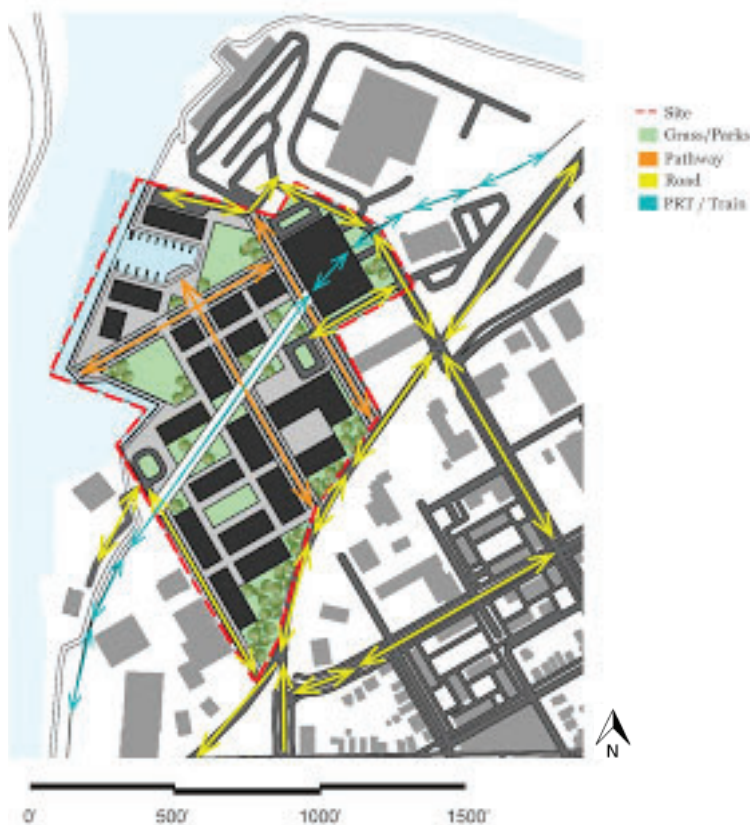 Site
Grass/Parks
Pathway
Road
PRT / Train
N
0'
500'
1000'
1500'